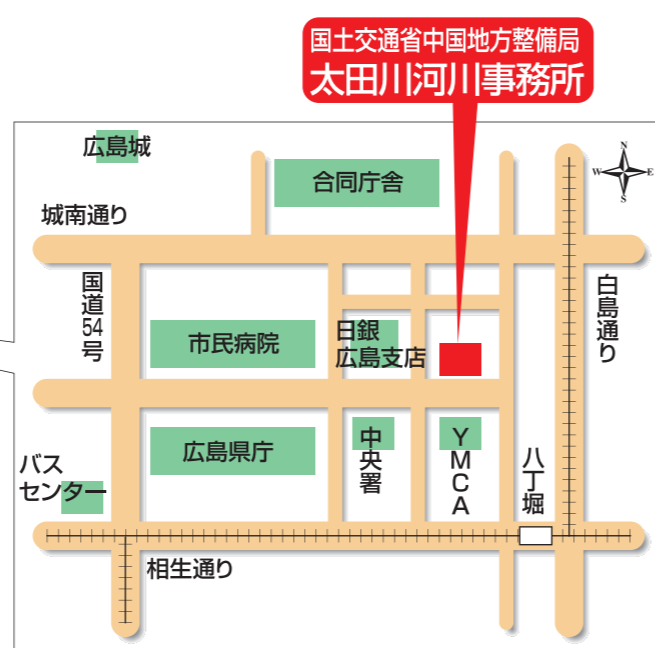 国土交通省中国地方整備局
太田川河川事務所
広島城
合同庁舎
N
W
E
S
城南通り
国道54号
白島通り
市民病院
日銀
広島支店
広島県庁
中央署
YMCA
八丁堀
バス
センター
相生通り